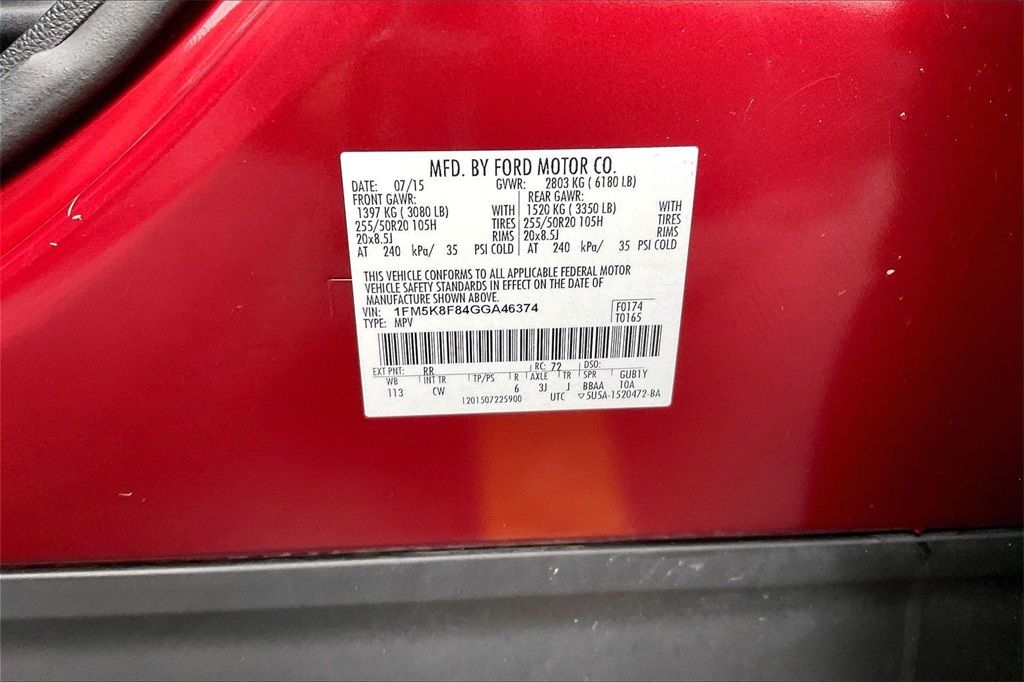 MFD. BY FORD MOTOR CO.
DATE: 07/15 GVWR: 2803 KG ( 6180 LB)
FRONT GAWR: REAR GAWR:
1397 KG ( 3080 LB) WITH 1520 KG ( 3350 LB) WITH
255/50R20 105H TIRES 255/50R20 105H TIRES
20x8.5J RIMS 20x8.5J RIMS
AT 240 kPa/ 35 PSI COLD AT 240 kPa/ 35 PSI COLD
THIS VEHICLE CONFORMS TO ALL APPLICABLE FEDERAL MOTOR
VEHICLE SAFETY STANDARDS IN EFFECT ON THE DATE OF
MANUFACTURE SHOWN ABOVE.
VIN: 1FM5K8F84GGA46374 F0174
TYPE: MPV T0165
EXT PNT: RR RC: 72 DSO:
WB INT TR TP/PS R AXLE TR SPR GUB1Y
113 CW 6 3J J BBAA 10A
1201507225900 UTC ▽5U5A-1520472-BA